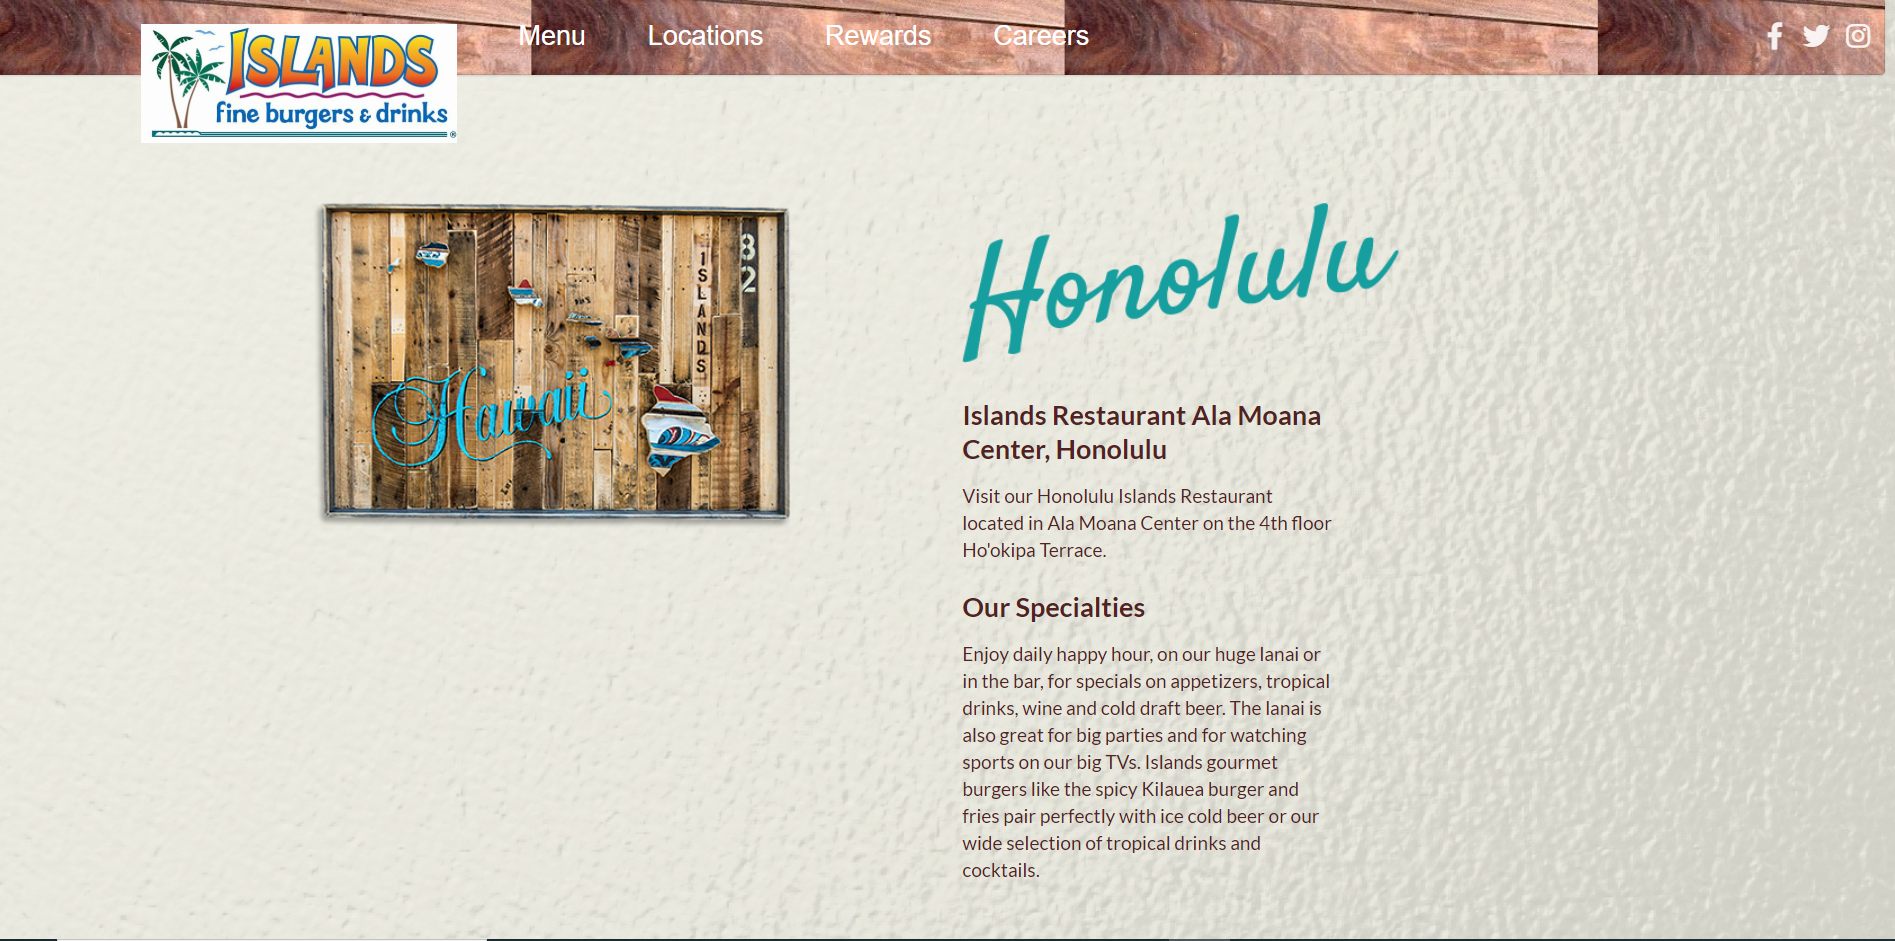 Menu Locations Rewards Careers
ISLANDS
fine burgers & drinks
®
82
ISLANDS
Hawaii
Honolulu
Islands Restaurant Ala Moana
Center, Honolulu
Visit our Honolulu Islands Restaurant
located in Ala Moana Center on the 4th floor
Ho'okipa Terrace.
Our Specialties
Enjoy daily happy hour, on our huge lanai or
in the bar, for specials on appetizers, tropical
drinks, wine and cold draft beer. The lanai is
also great for big parties and for watching
sports on our big TVs. Islands gourmet
burgers like the spicy Kilauea burger and
fries pair perfectly with ice cold beer or our
wide selection of tropical drinks and
cocktails.